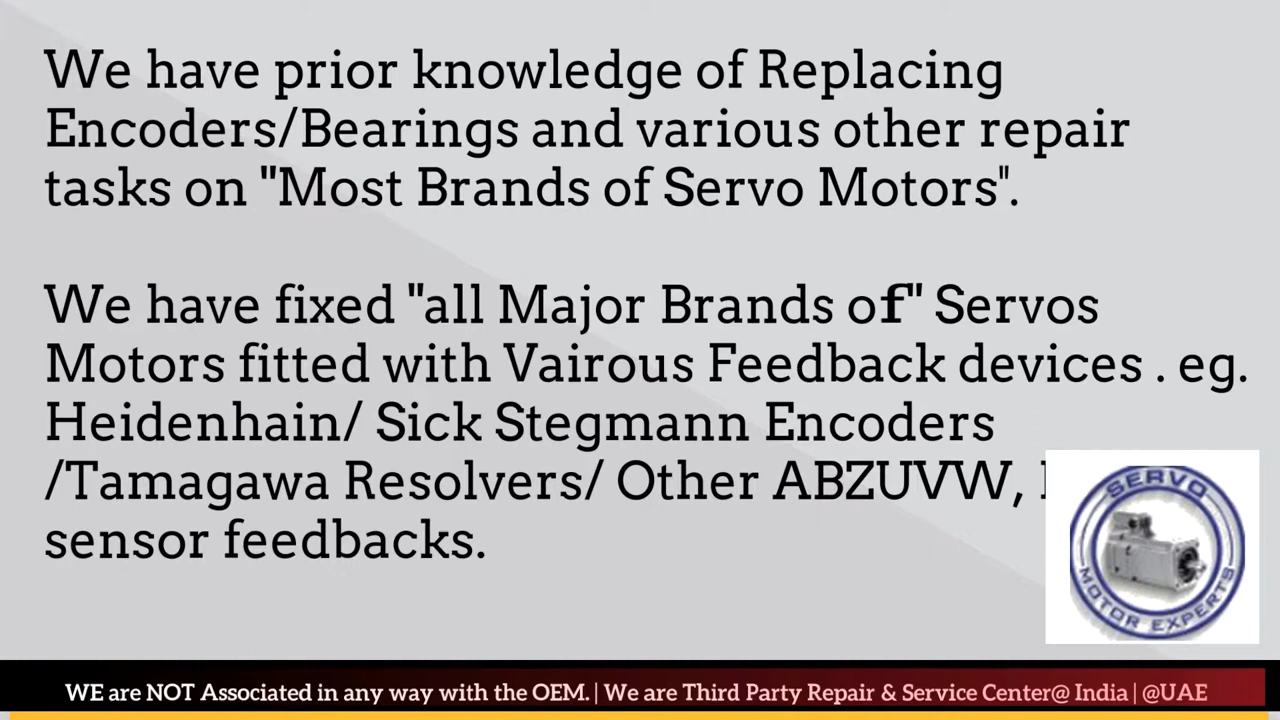 We have prior knowledge of Replacing
Encoders/Bearings and various other repair
tasks on "Most Brands of Servo Motors".
We have fixed "all Major Brands of" Servos
Motors fitted with Vairous Feedback devices . eg.
Heidenhain/ Sick Stegmann Encoders
/Tamagawa Resolvers/ Other ABZUVW,
sensor feedbacks.
SERVO
MOTOR EXPERTS
WE are NOT Associated in any way with the OEM. | We are Third Party Repair & Service Center@ India | @UAE